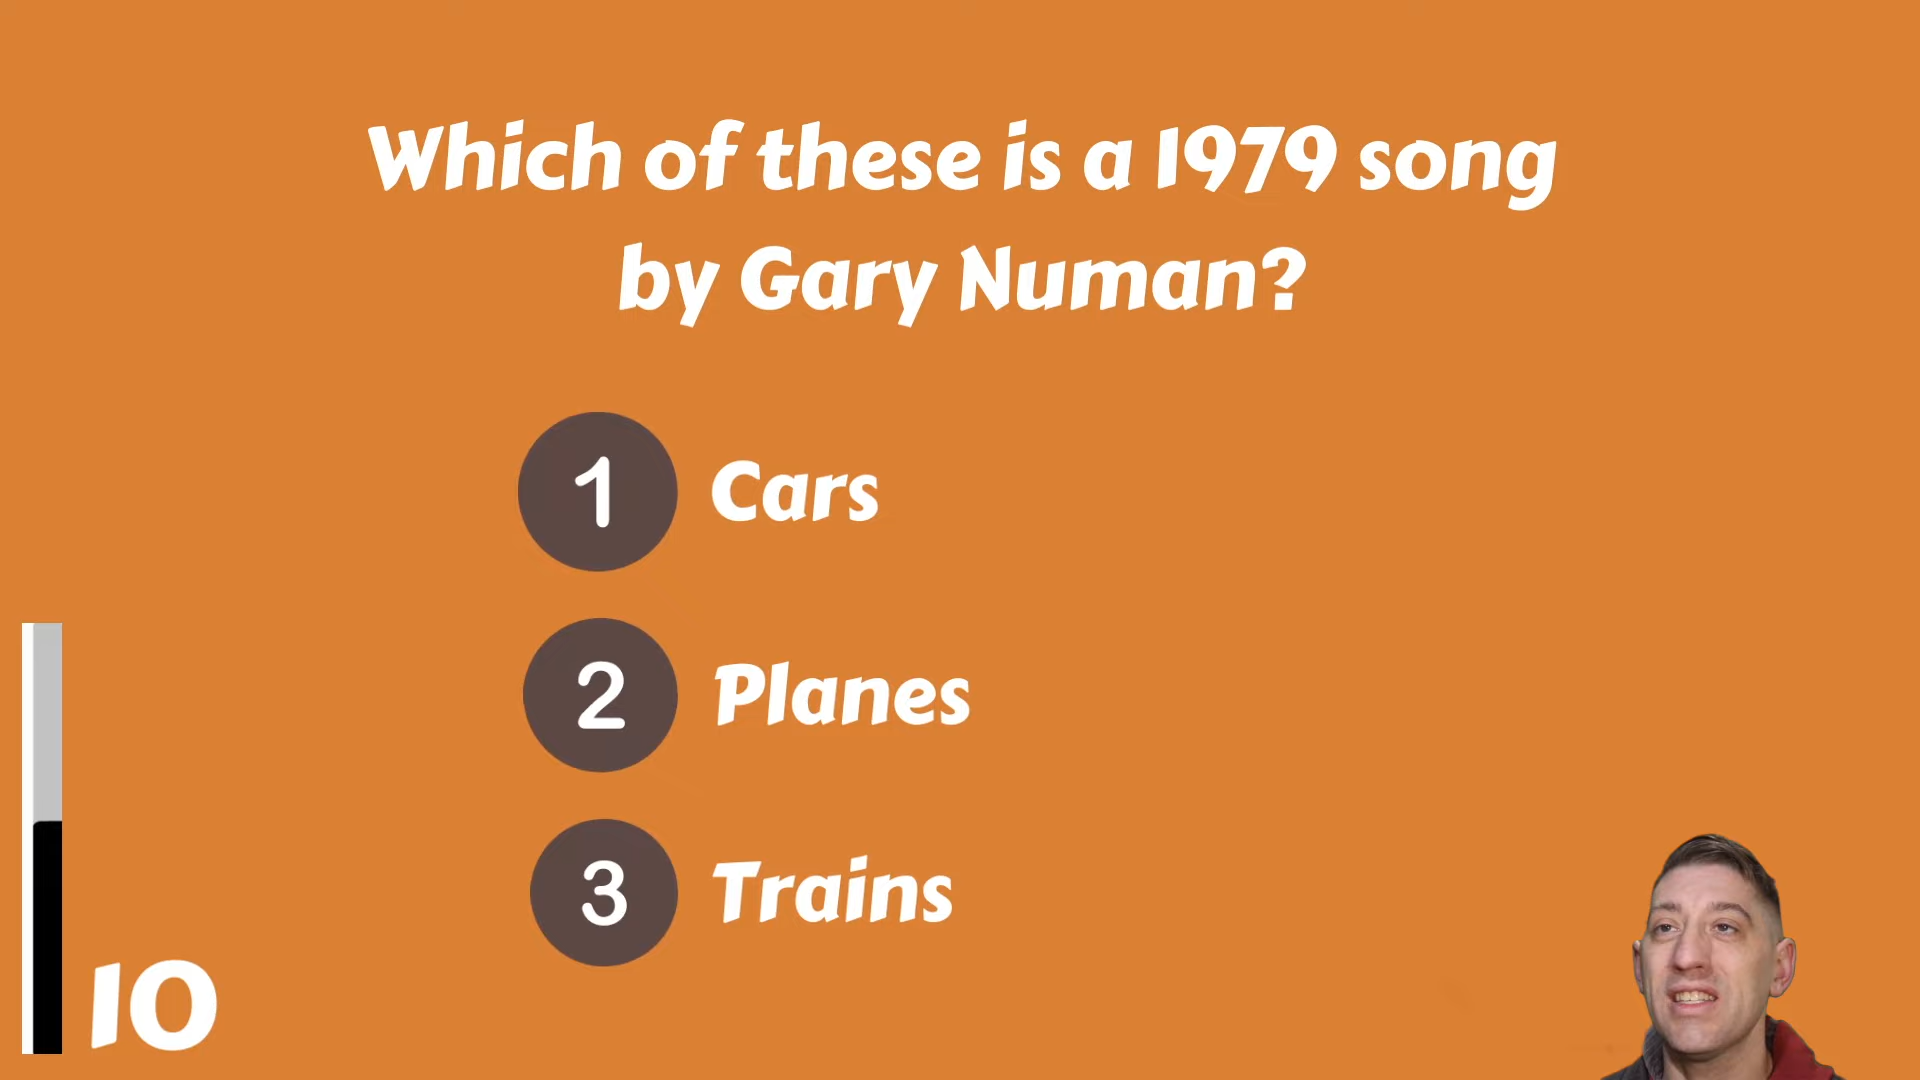 Which of these is a 1979 song
by Gary Numan?
1 Cars
2 Planes
3 Trains
10